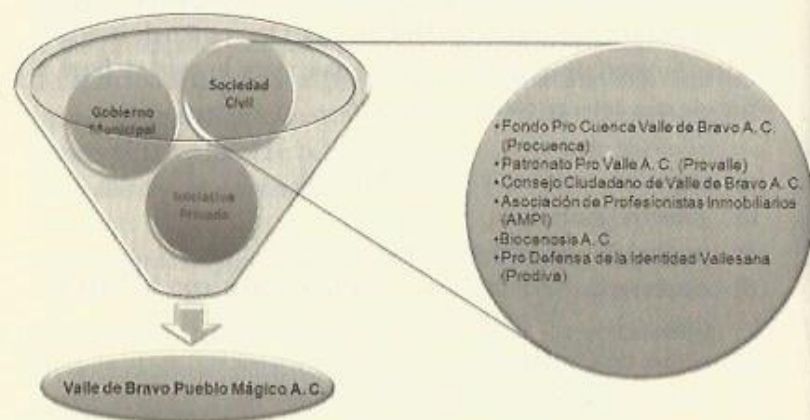 Sociedad
Civil
Gobierno
Municipal
Iniciativa
Privada
•Fondo Pro Cuenca Valle de Bravo A. C.
(Procuenca)
•Patronato Pro Valle A. C. (Provalle)
•Consejo Ciudadano de Valle de Bravo A.C.
•Asociación de Profesionistas Inmobiliarios
(AMPI)
•Biocenosis A. C.
•Pro Defensa de la Identidad Vallesana
(Prodiva)
Valle de Bravo Pueblo Mágico A. C.